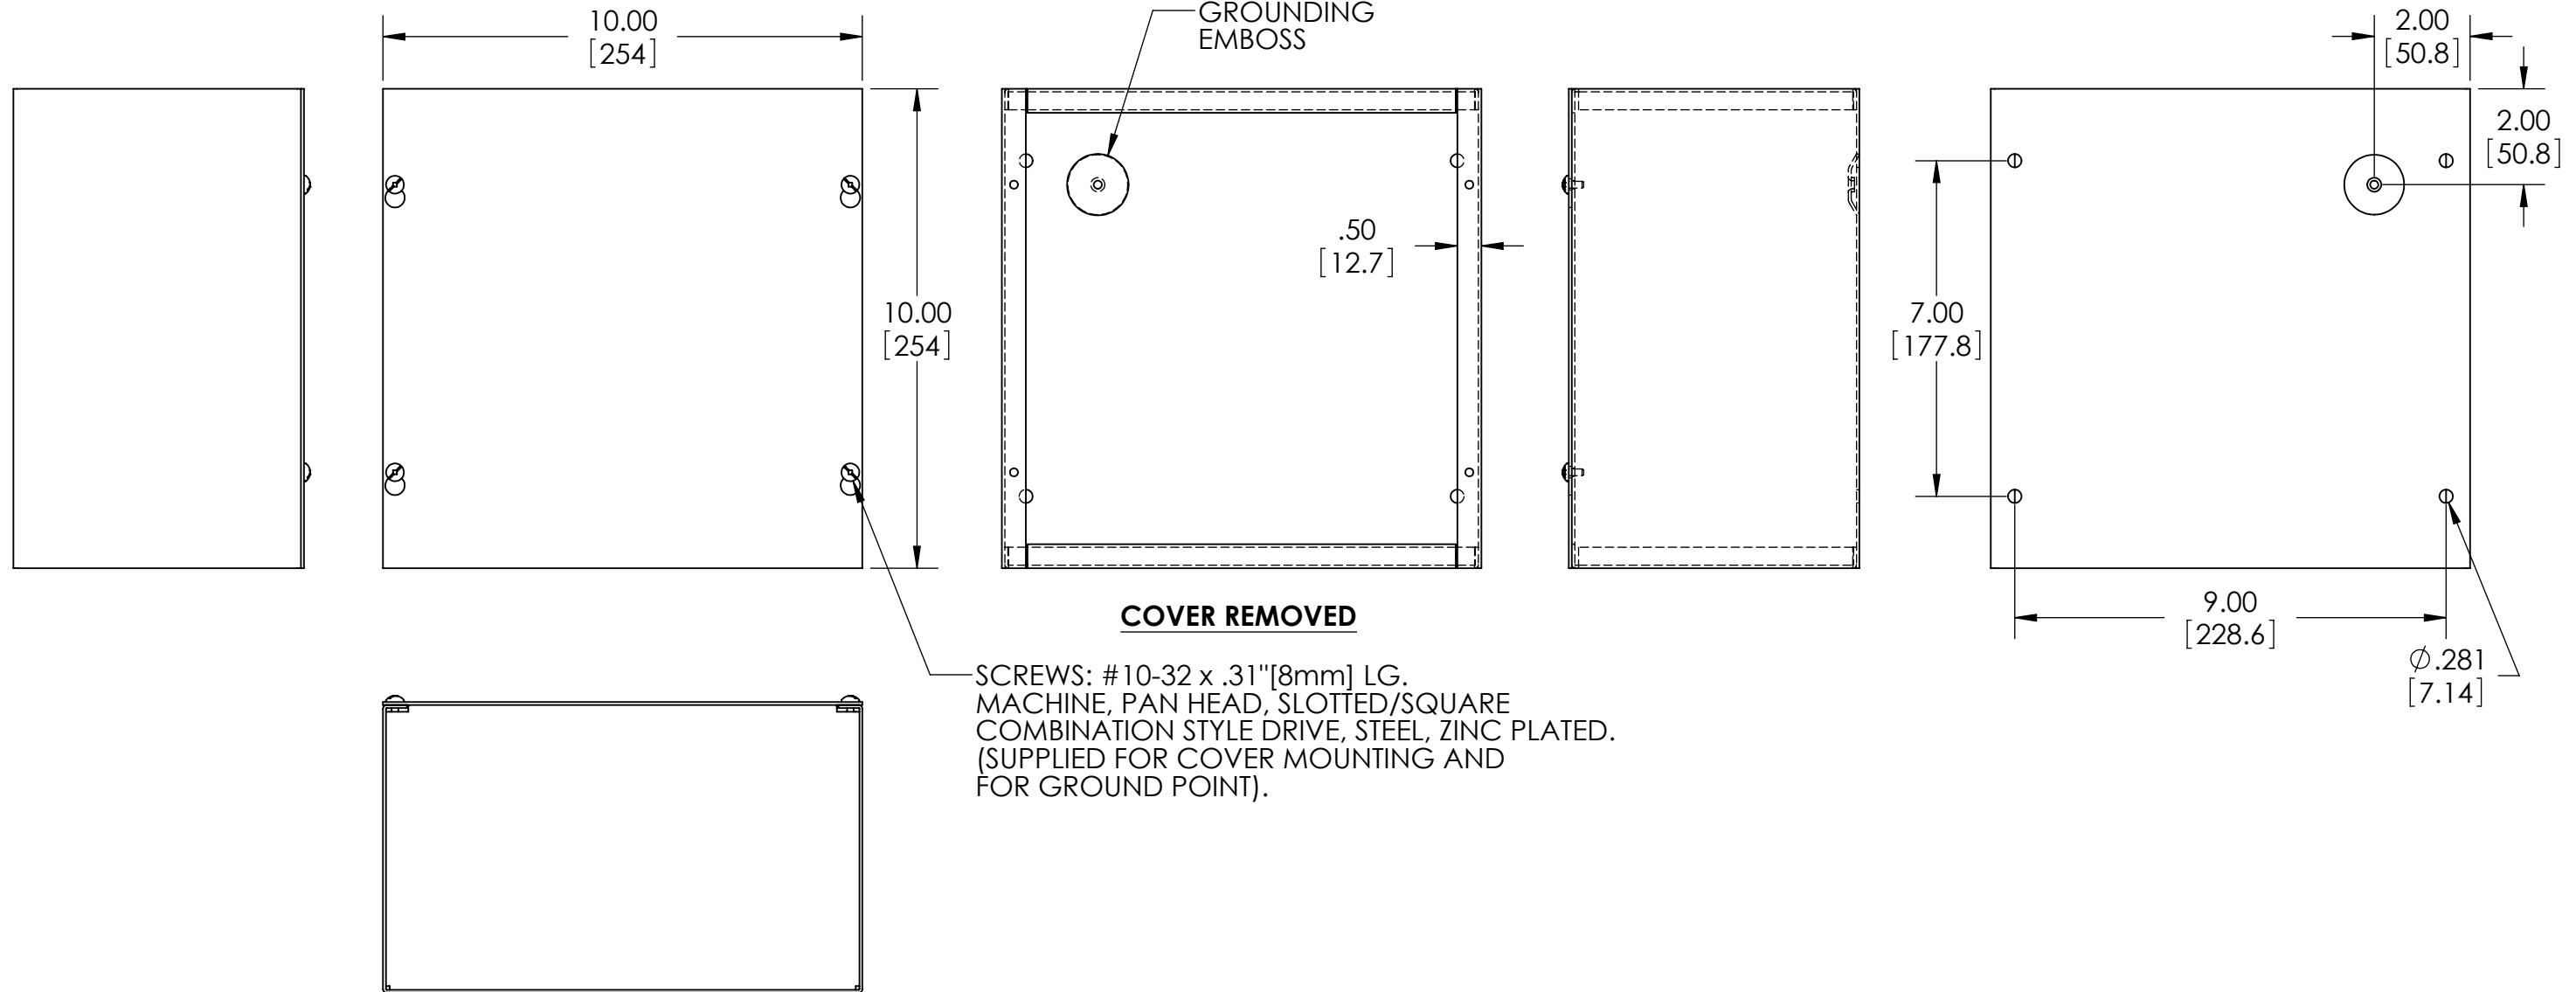 10.00
[254]
GROUNDING
EMBOSS
2.00
[50.8]
2.00
[50.8]
.50
[12.7]
10.00
[254]
7.00
[177.8]
COVER REMOVED
9.00
[228.6]
Ø.281
[7.14]
SCREWS: #10-32 x .31"[8mm] LG.
MACHINE, PAN HEAD, SLOTTED/SQUARE
COMBINATION STYLE DRIVE, STEEL, ZINC PLATED.
(SUPPLIED FOR COVER MOUNTING AND
FOR GROUND POINT).